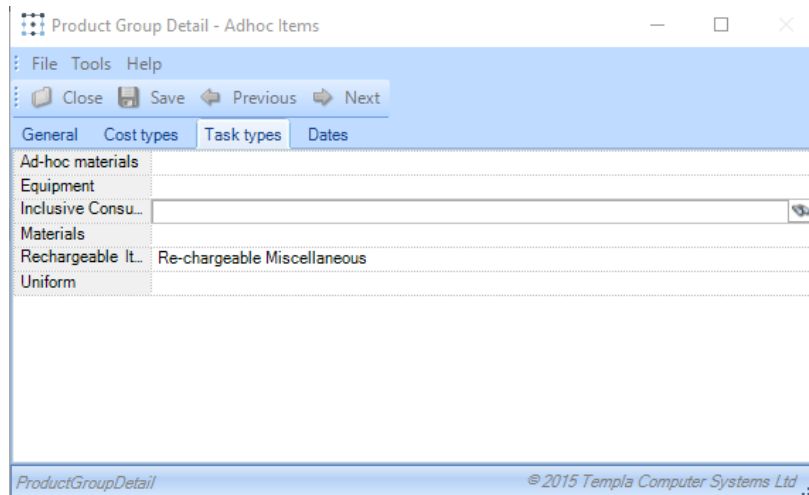 Product Group Detail - Adhoc Items
File Tools Help
Close Save Previous Next
General Cost types Task types Dates
Ad-hoc materials
Equipment
Inclusive Consu...
Materials
Rechargeable It... Re-chargeable Miscellaneous
Uniform
ProductGroupDetail © 2015 Templa Computer Systems Ltd